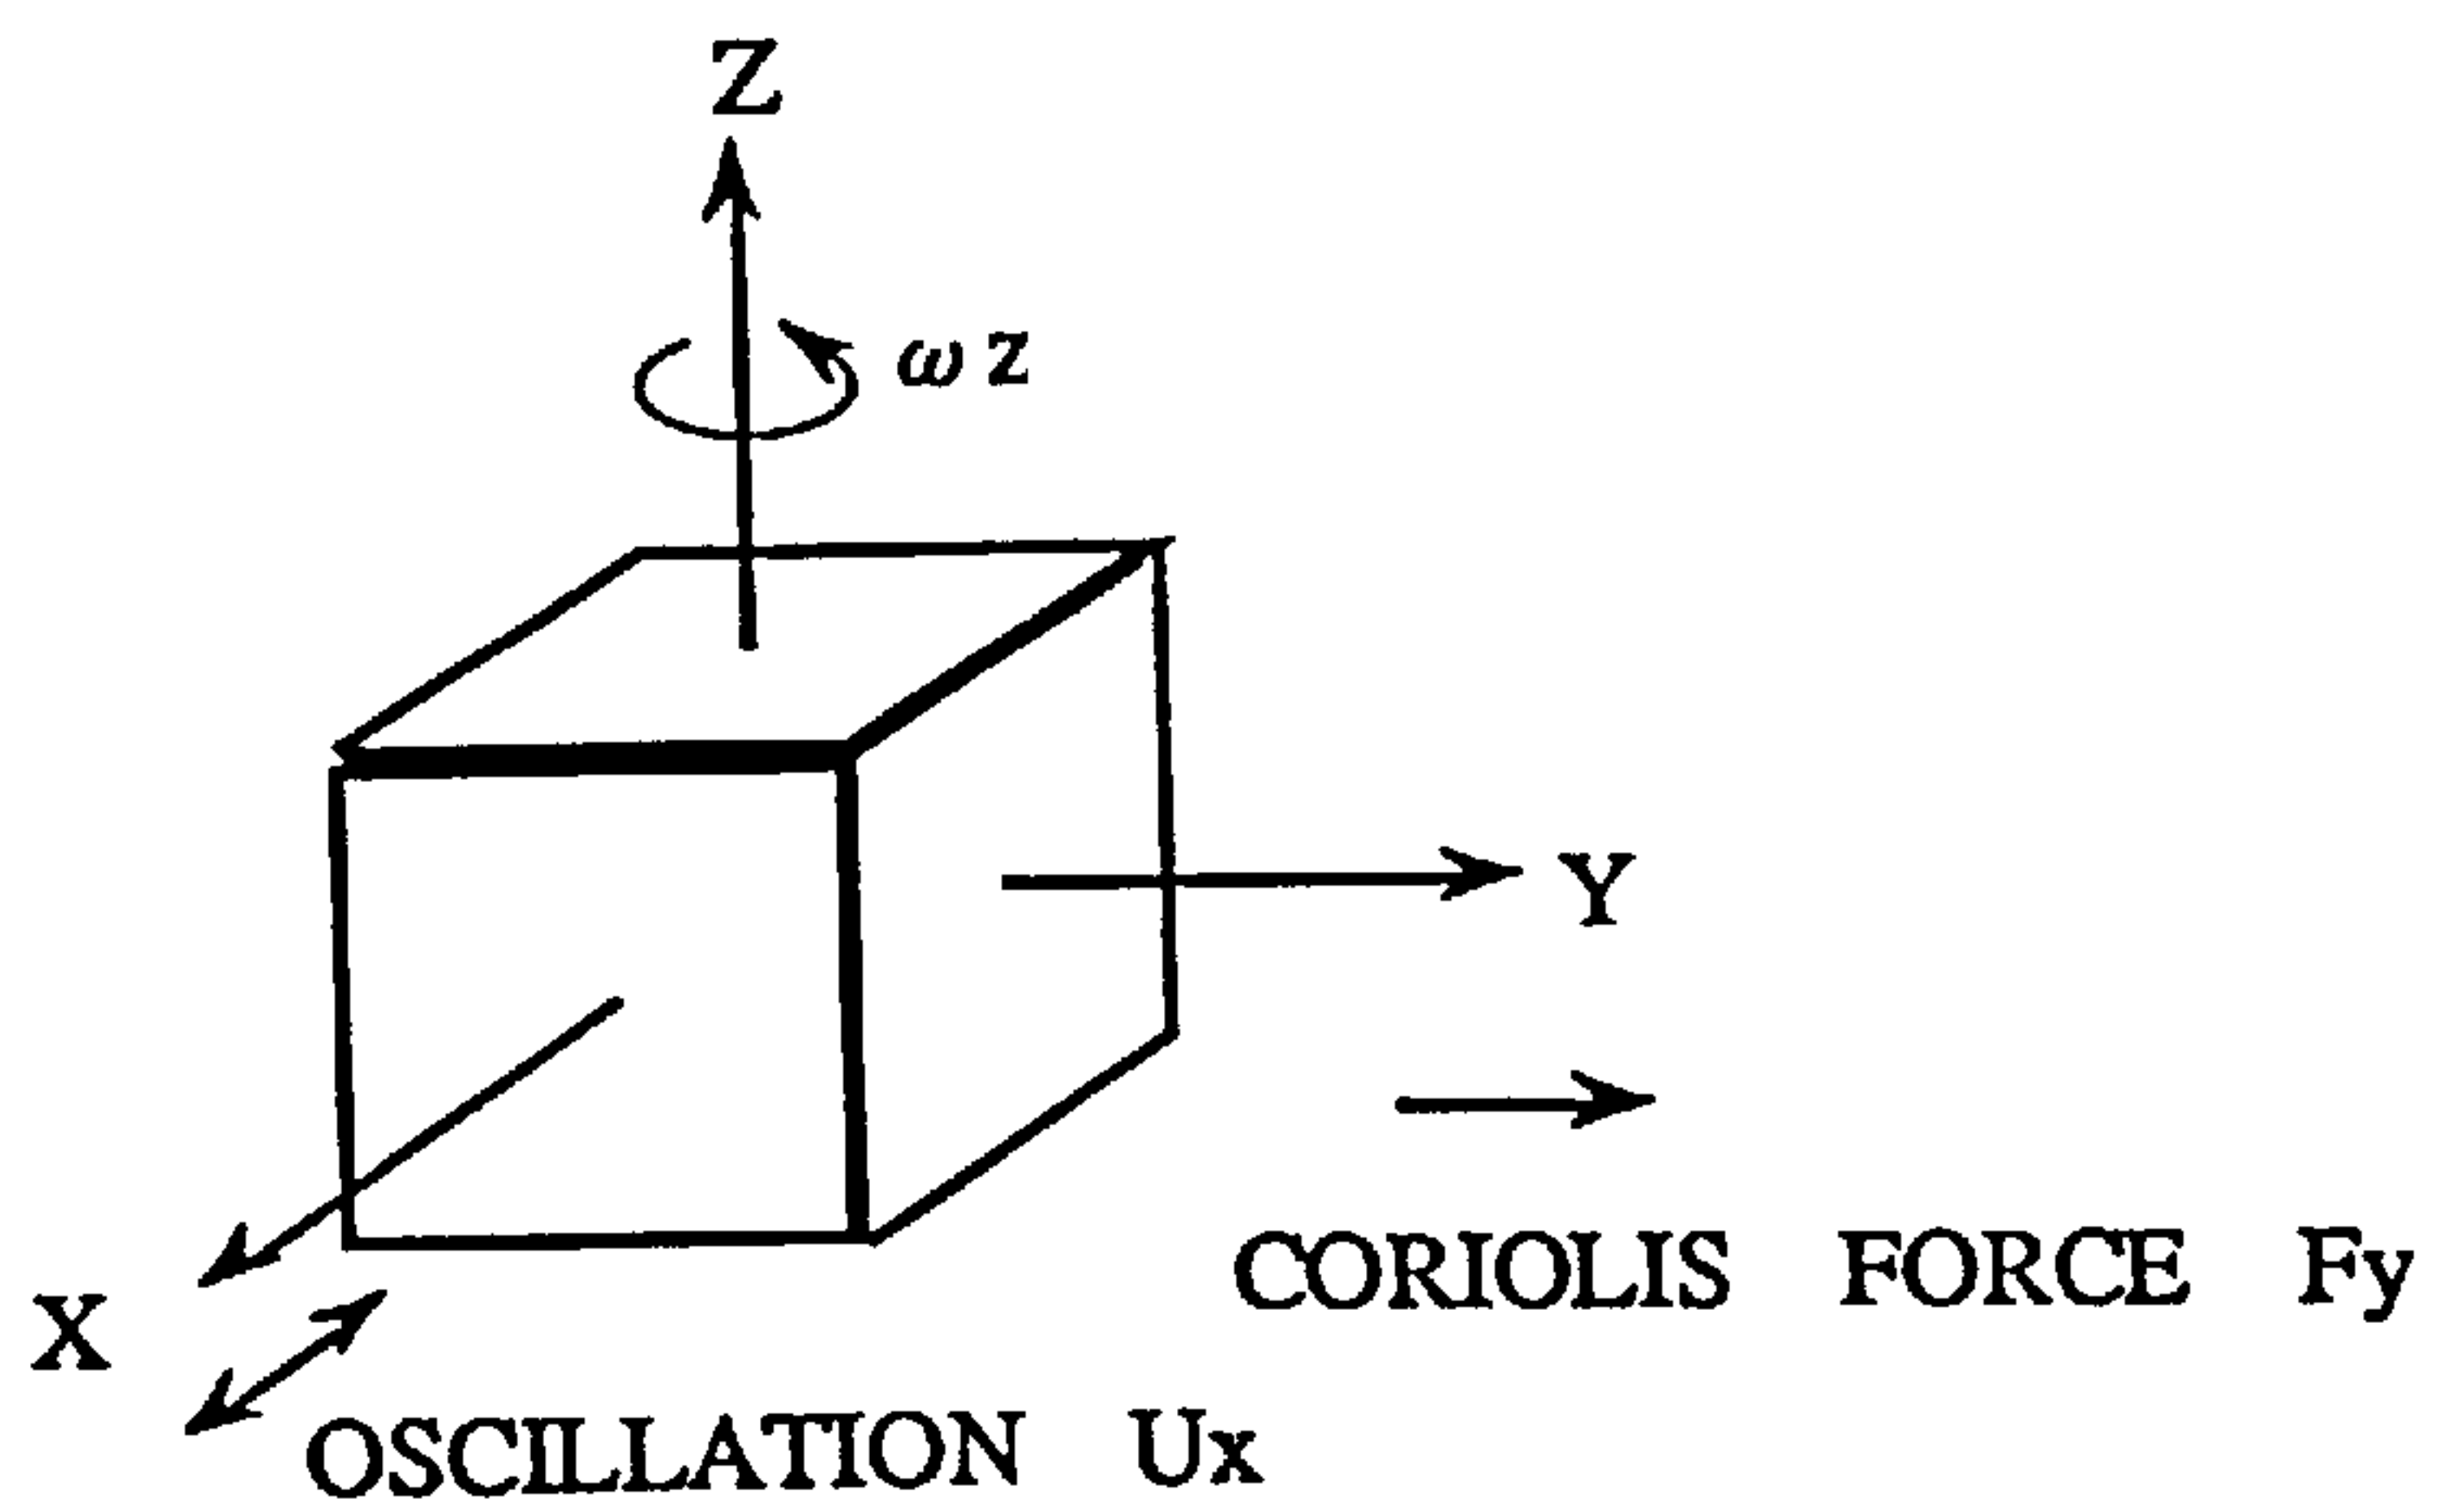 Z
ω z
Y
CORIOLIS FORCE Fy
X
OSCILLATION Ux